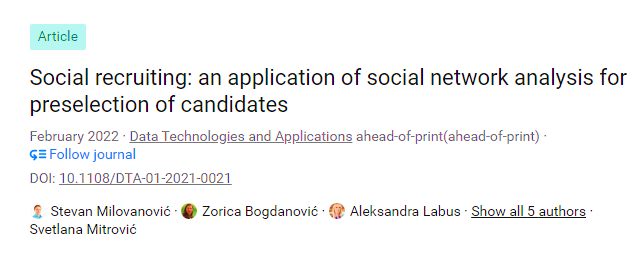 Article
Social recruiting: an application of social network analysis for
preselection of candidates
February 2022 · Data Technologies and Applications ahead-of-print(ahead-of-print) ·
Follow journal
DOI: 10.1108/DTA-01-2021-0021
Stevan Milovanović · Zorica Bogdanović · Aleksandra Labus · Show all 5 authors ·
Svetlana Mitrović